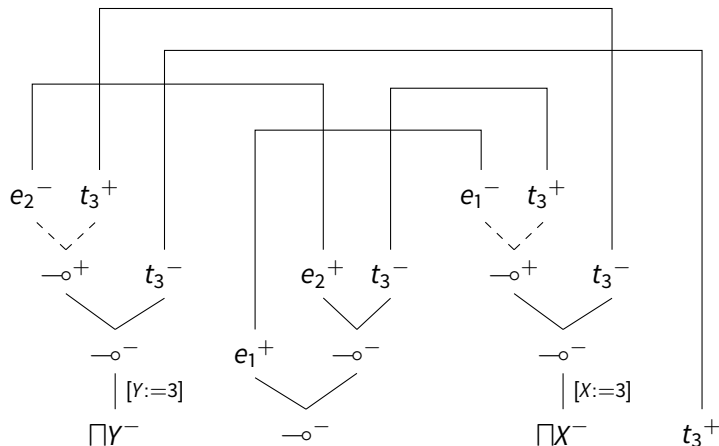 e₂⁻ t₃⁺ e₁⁻ t₃⁺
⊸⁺ t₃⁻ e₂⁺ t₃⁻ ⊸⁺ t₃⁻
⊸⁻ e₁⁺ ⊸⁻ ⊸⁻
[Y:=3] [X:=3]
∏Y⁻ ⊸⁻ ∏X⁻ t₃⁺